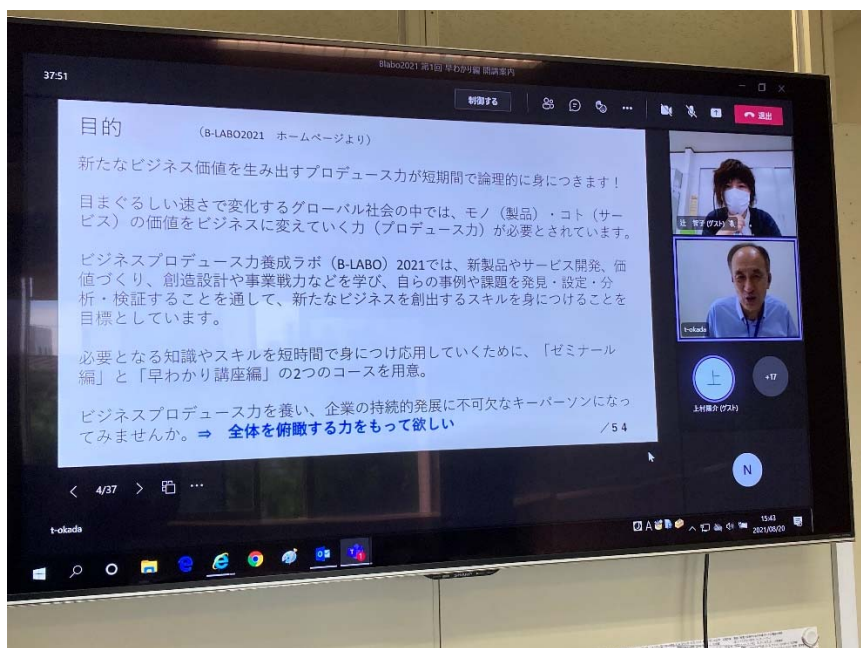 Blabo2021 第1回 早わかり編 開講案内
37:51
制御する
退出
目的 (B-LABO2021 ホームページより)
新たなビジネス価値を生み出すプロデュース力が短期間で論理的に身につきます！
目まぐるしい速さで変化するグローバル社会の中では、モノ（製品）・コト（サー
ビス）の価値をビジネスに変えていく力（プロデュース力）が必要とされています。
ビジネスプロデュース力養成ラボ（B-LABO）2021では、新製品やサービス開発、価
値づくり、創造設計や事業戦力などを学び、自らの事例や課題を発見・設定・分
析・検証することを通して、新たなビジネスを創出するスキルを身につけることを
目標としています。
必要となる知識やスキルを短時間で身につけ応用していくために、「ゼミナール
編」と「早わかり講座編」の2つのコースを用意。
ビジネスプロデュース力を養い、企業の持続的発展に不可欠なキーパーソンになっ
てみませんか。⇒ 全体を俯瞰する力をもって欲しい
/54
辻 智子 (ゲスト)
t-okada
上
+17
上村陽介 (ゲスト)
N
4/37
t-okada
A
15:43
2021/08/20